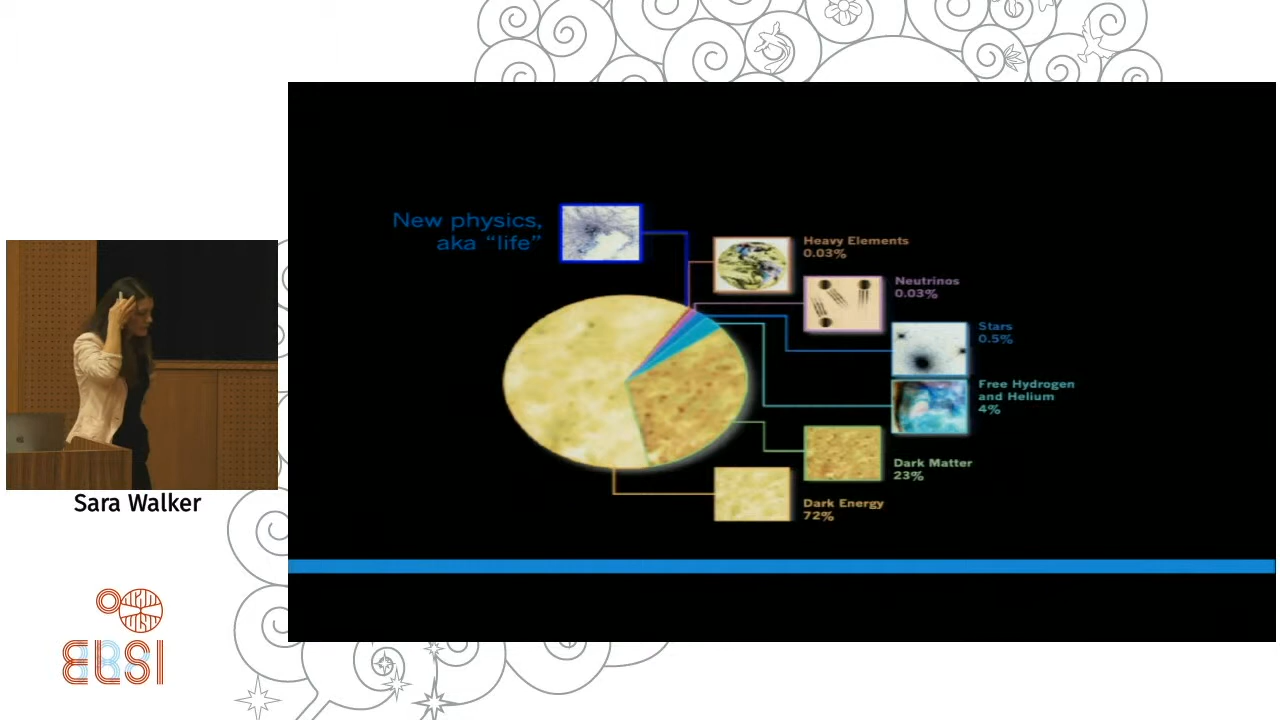 New physics,
aka “life”
Heavy Elements
0.03%
Neutrinos
0.03%
Stars
0.5%
Free Hydrogen
and Helium
4%
Dark Matter
23%
Dark Energy
72%
Sara Walker
ELSI